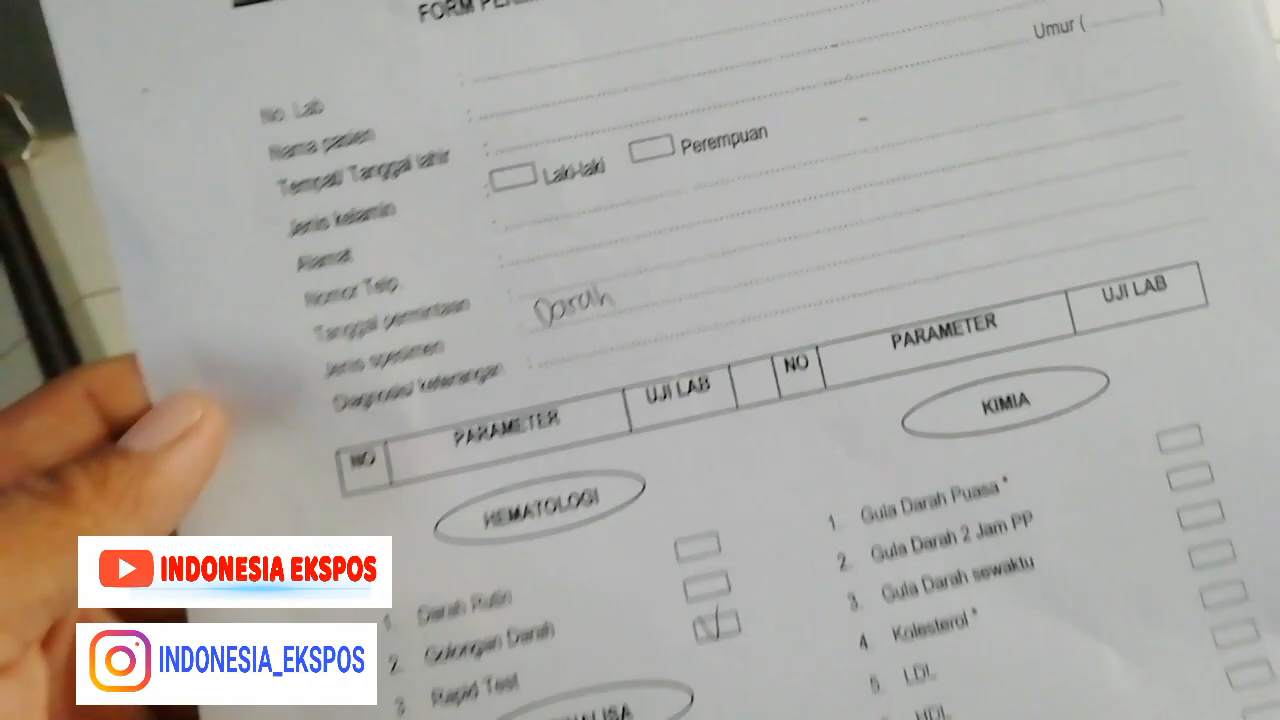 FORM
No Lab :
Nama pasien : Umur (
Tempat/ Tanggal lahir :
Jenis kelamin : Laki-laki Perempuan
Alamat :
Nomor Telp :
Tanggal permintaan
Jenis spesimen Darah
Diagnosis/ keterangan :
NO PARAMETER UJI LAB NO PARAMETER UJI LAB
HEMATOLOGI
1. Darah Rutin
2. Golongan Darah
3. Rapid Test
KIMIA
1. Gula Darah Puasa *
2. Gula Darah 2 Jam PP
3. Gula Darah sewaktu
4. Kolesterol *
5. LDL
HDL
INDONESIA EKSPOS
INDONESIA_EKSPOS